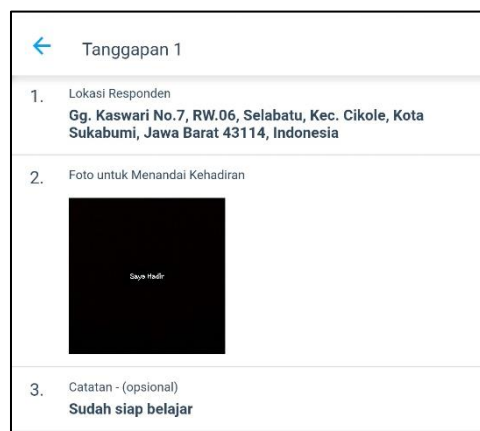 Tanggapan 1
1. Lokasi Responden
Gg. Kaswari No.7, RW.06, Selabatu, Kec. Cikole, Kota
Sukabumi, Jawa Barat 43114, Indonesia
2. Foto untuk Menandai Kehadiran
Saya Hadir
3. Catatan - (opsional)
Sudah siap belajar